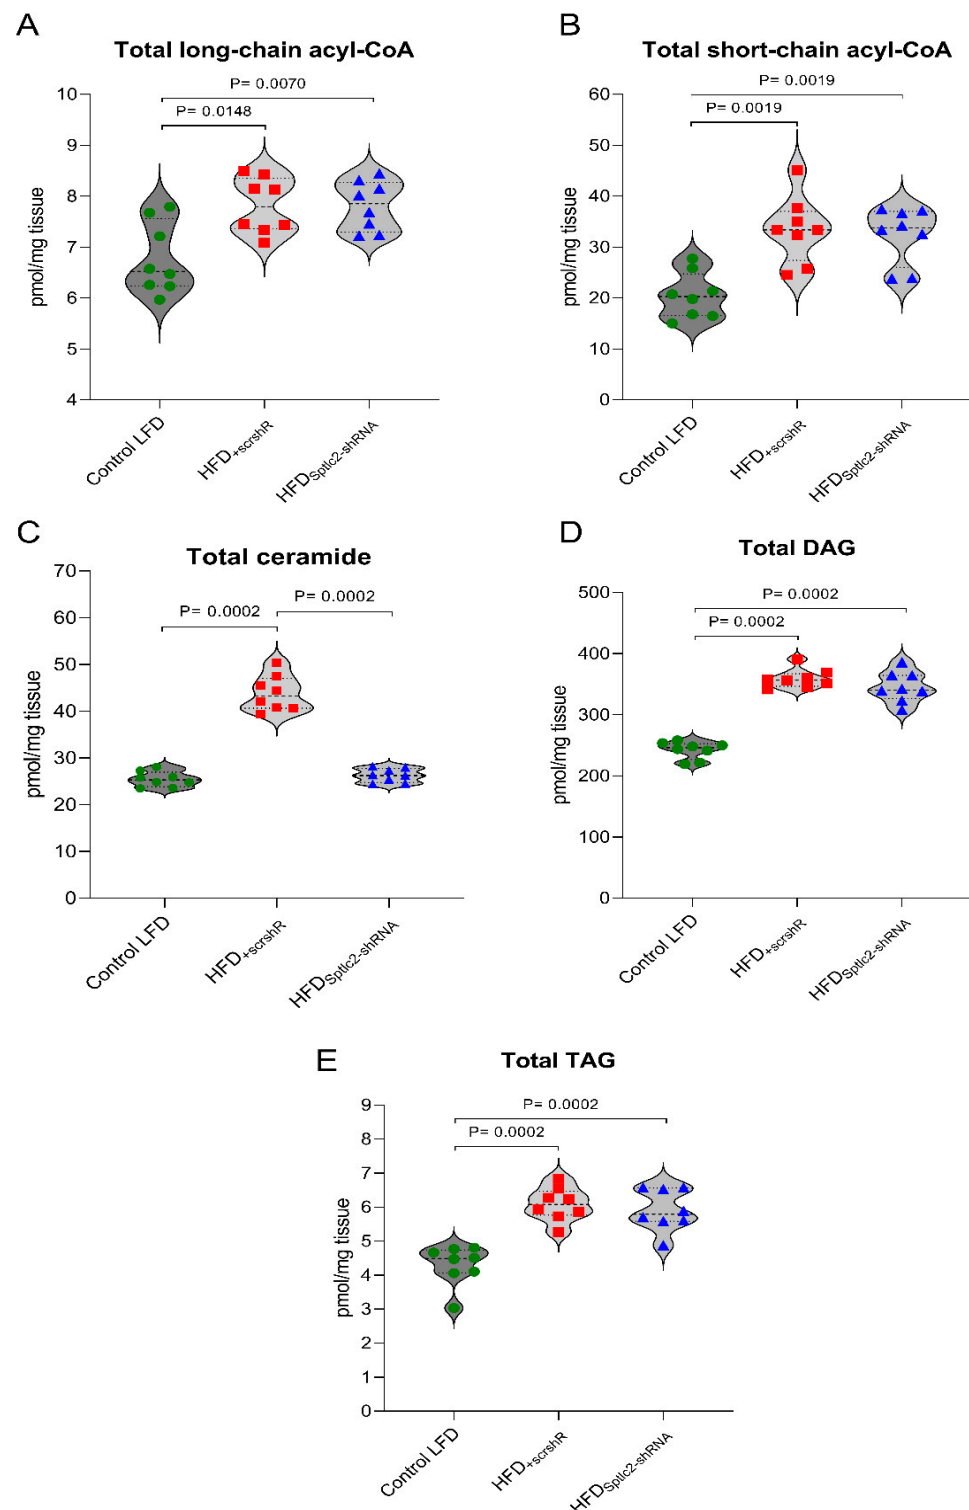 A
Total long-chain acyl-CoA
P= 0.0070
P= 0.0148
10
9
8
7
6
5
4
pmol/mg tissue
Control LFD
HFD+scrshR
HFDSptlc2-shRNA
B
Total short-chain acyl-CoA
P= 0.0019
P= 0.0019
60
50
40
30
20
10
0
pmol/mg tissue
Control LFD
HFD+scrshR
HFDSptlc2-shRNA
C
Total ceramide
P= 0.0002
P= 0.0002
70
60
50
40
30
20
10
0
pmol/mg tissue
Control LFD
HFD+scrshR
HFDSptlc2-shRNA
D
Total DAG
P= 0.0002
P= 0.0002
500
400
300
200
100
0
pmol/mg tissue
Control LFD
HFD+scrshR
HFDSptlc2-shRNA
E
Total TAG
P= 0.0002
P= 0.0002
9
8
7
6
5
4
3
2
1
0
pmol/mg tissue
Control LFD
HFD+scrshR
HFDSptlc2-shRNA